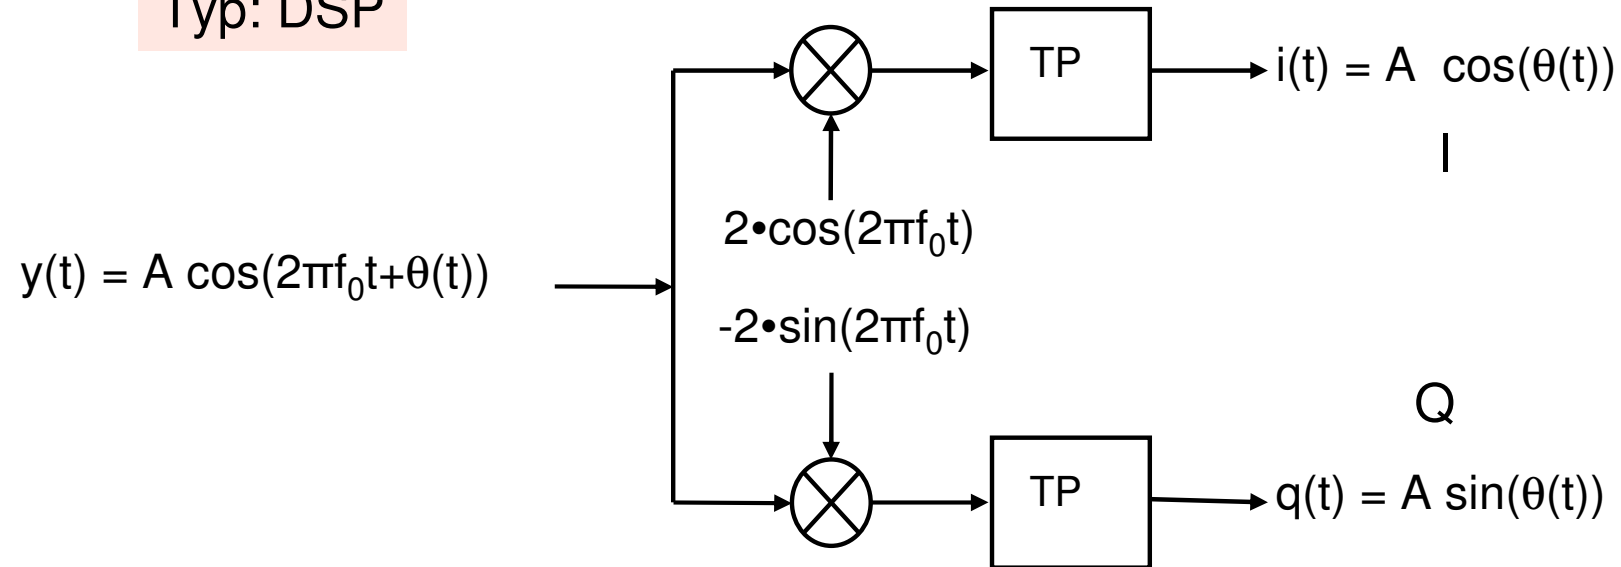 Typ: DSP
TP
i(t) = A cos(θ(t))
I
2•cos(2πf₀t)
y(t) = A cos(2πf₀t+θ(t))
-2•sin(2πf₀t)
Q
TP
q(t) = A sin(θ(t))